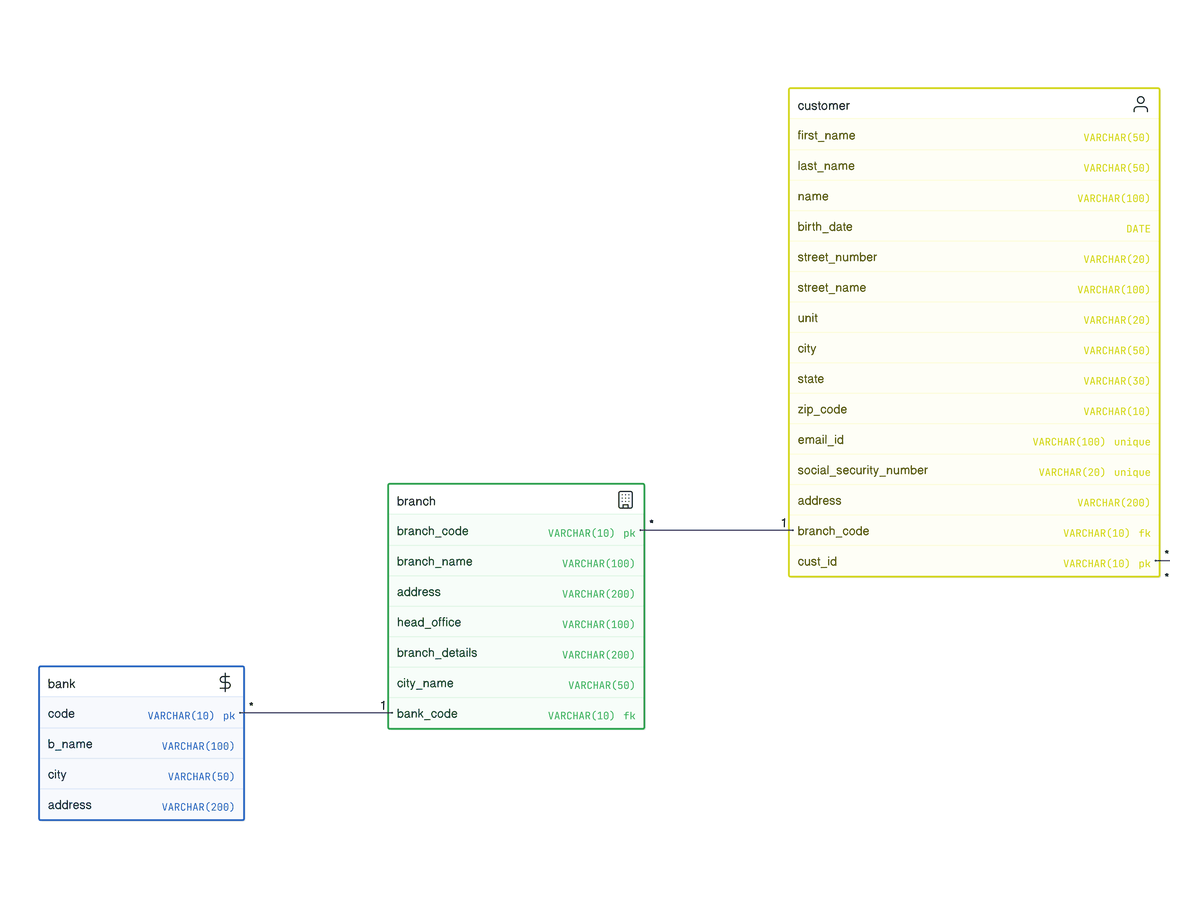 customer
first_name VARCHAR(50)
last_name VARCHAR(50)
name VARCHAR(100)
birth_date DATE
street_number VARCHAR(20)
street_name VARCHAR(100)
unit VARCHAR(20)
city VARCHAR(50)
state VARCHAR(30)
zip_code VARCHAR(10)
email_id VARCHAR(100) unique
social_security_number VARCHAR(20) unique
address VARCHAR(200)
1
branch_code VARCHAR(10) fk
*
cust_id VARCHAR(10) pk
*
branch
*
branch_code VARCHAR(10) pk
branch_name VARCHAR(100)
address VARCHAR(200)
head_office VARCHAR(100)
branch_details VARCHAR(200)
city_name VARCHAR(50)
1
bank_code VARCHAR(10) fk
bank $
*
code VARCHAR(10) pk
b_name VARCHAR(100)
city VARCHAR(50)
address VARCHAR(200)